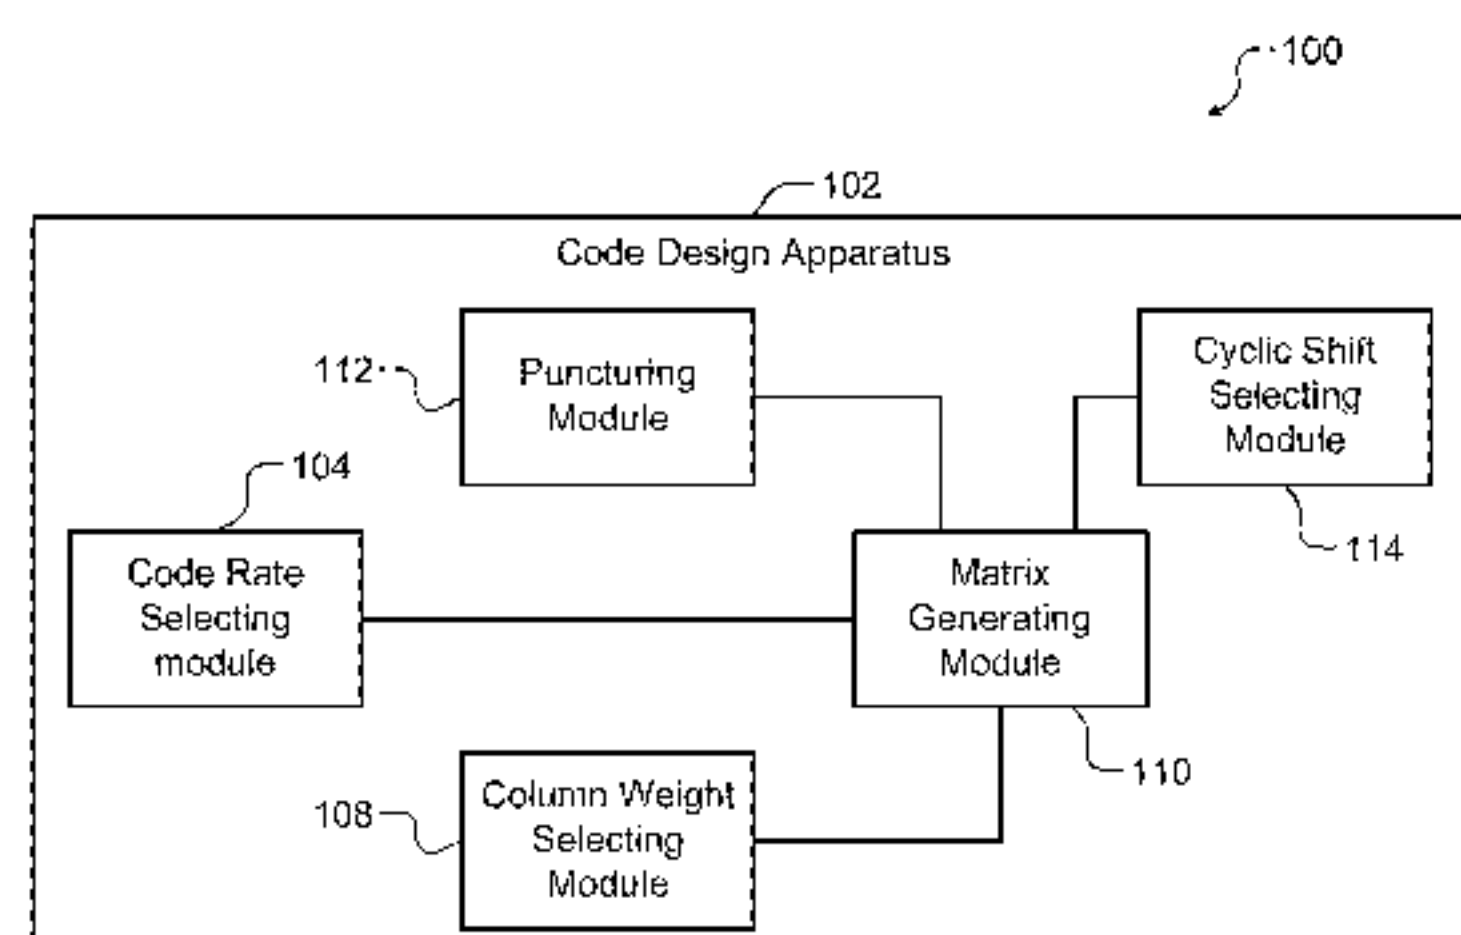 100
102
Code Design Apparatus
112
Puncturing
Module
Cyclic Shift
Selecting
Module
104
114
Code Rate
Selecting
module
Matrix
Generating
Module
110
108
Column Weight
Selecting
Module